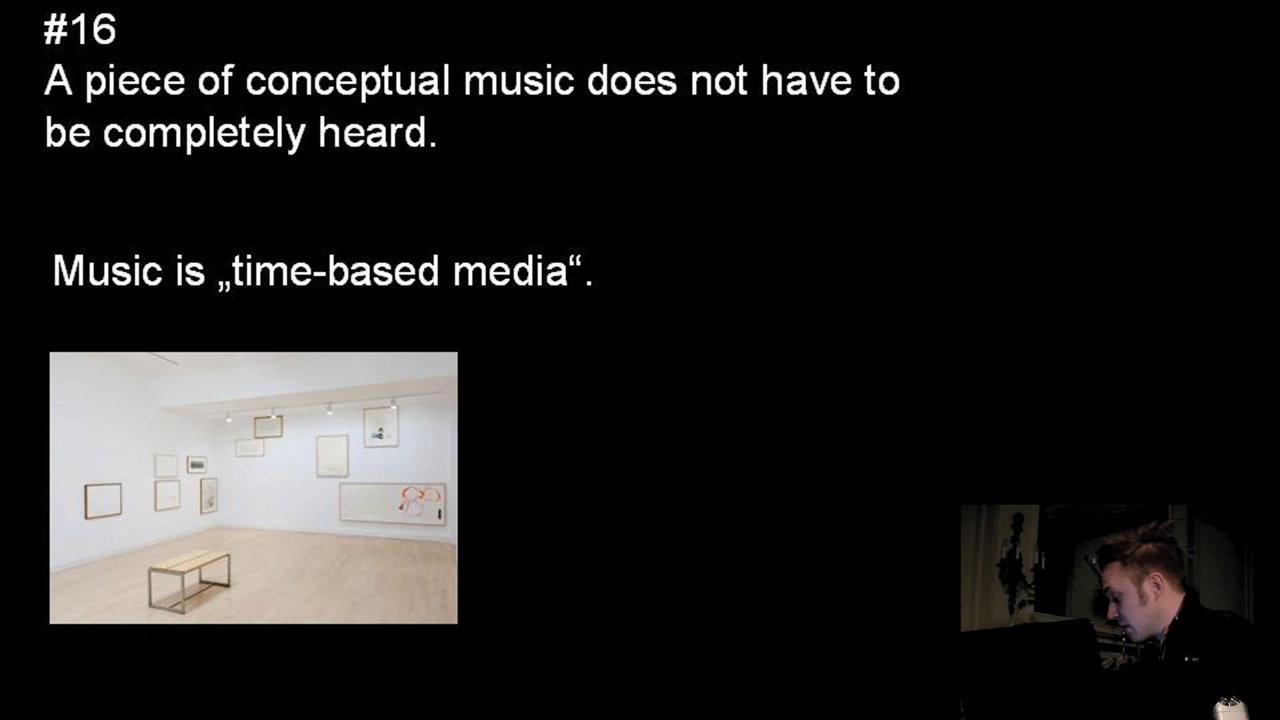 #16
A piece of conceptual music does not have to
be completely heard.
Music is „time-based media“.